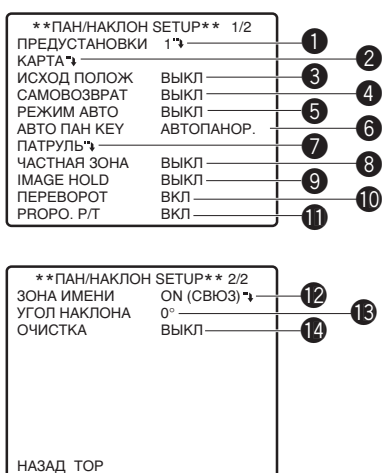 **ПАН/НАКЛОН SETUP** 1/2
ПРЕДУСТАНОВКИ 1 1
КАРТА 2
ИСХОД ПОЛОЖ ВЫКЛ 3
САМОВОЗВРАТ ВЫКЛ 4
РЕЖИМ АВТО ВЫКЛ 5
АВТО ПАН KEY АВТОПАНОР. 6
ПАТРУЛЬ 7
ЧАСТНАЯ ЗОНА ВЫКЛ 8
IMAGE HOLD ВЫКЛ 9
ПЕРЕВОРОТ ВКЛ 10
PROPO. P/T ВКЛ 11
**ПАН/НАКЛОН SETUP** 2/2
ЗОНА ИМЕНИ ON (СВЮЗ) 12
УГОЛ НАКЛОНА 0° 13
ОЧИСТКА ВЫКЛ 14
НАЗАД TOP